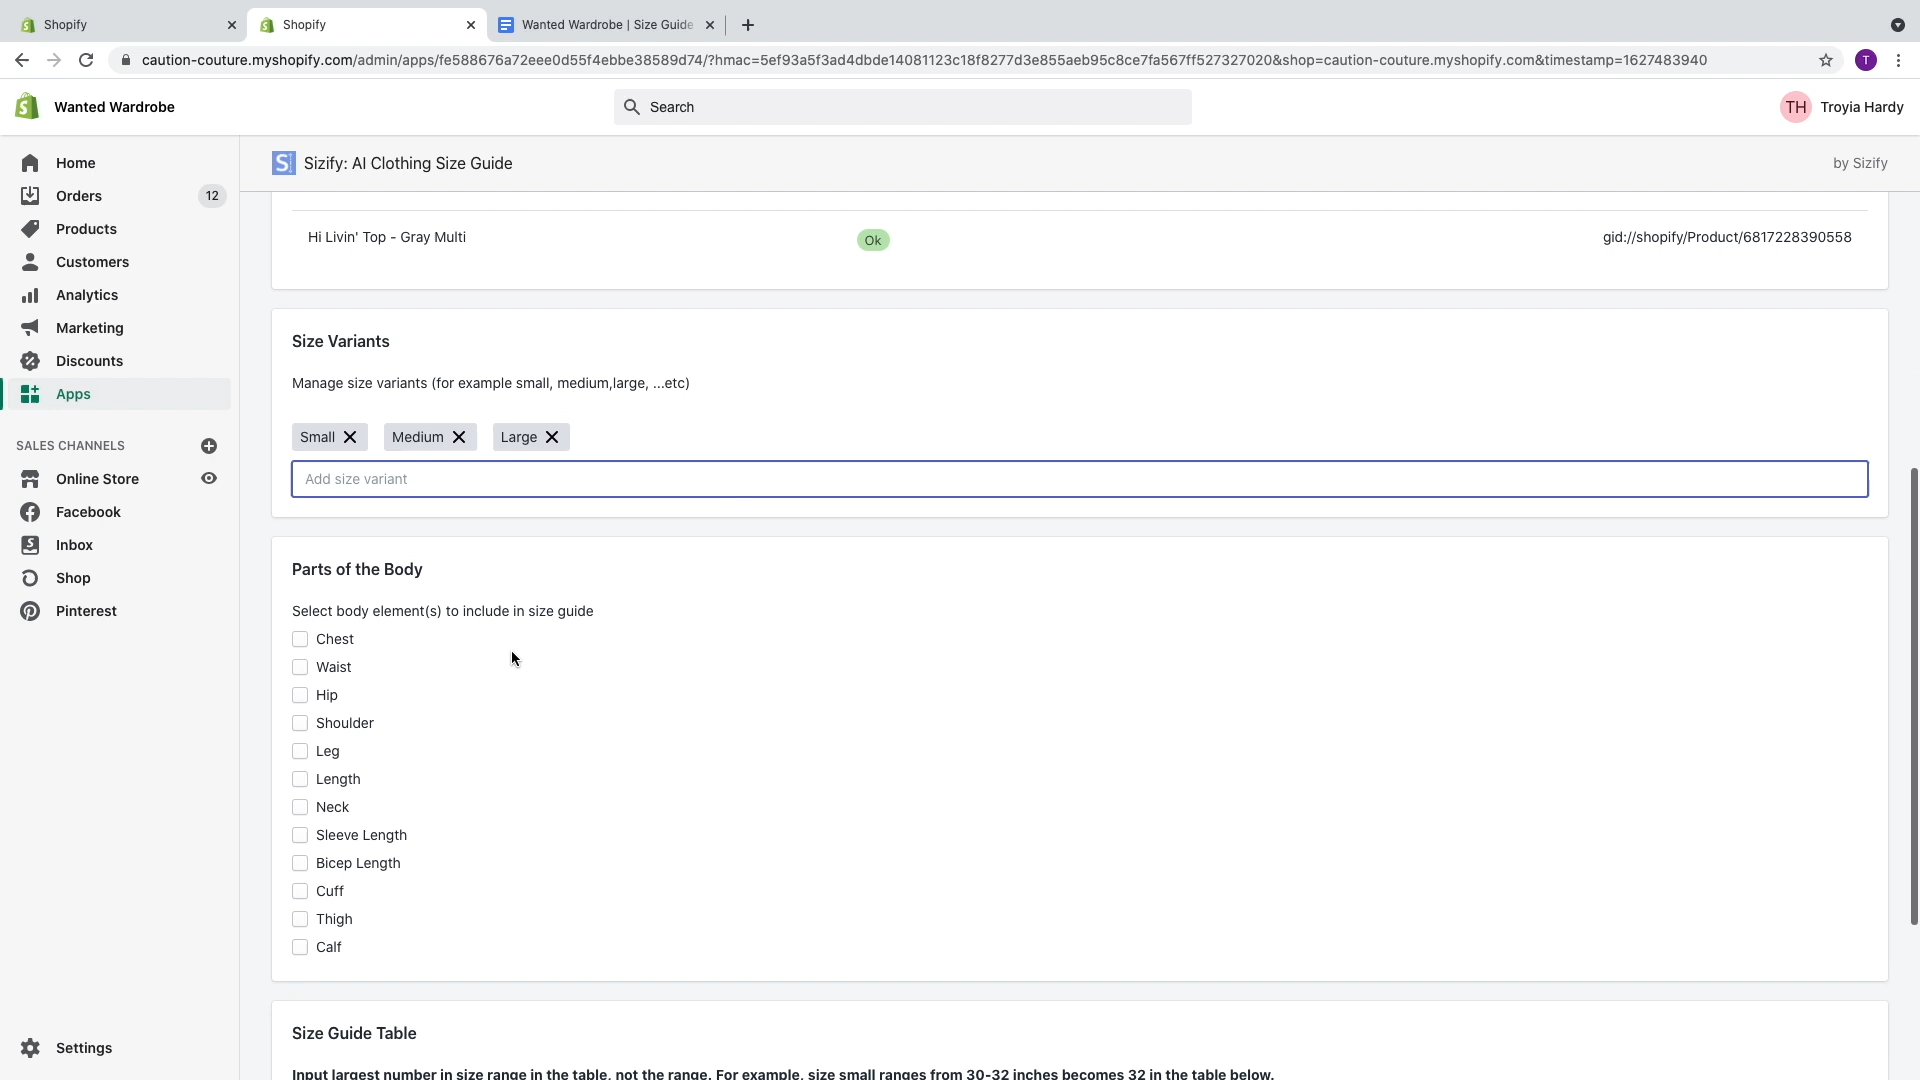 Shopify
Shopify
Wanted Wardrobe | Size Guide
caution-couture.myshopify.com/admin/apps/fe588676a72eee0d55f4ebbe38589d74/?hmac=5ef93a5f3ad4dbde14081123c18f8277d3e855aeb95c8ce7fa567ff527327020&shop=caution-couture.myshopify.com&timestamp=1627483940
T
Wanted Wardrobe
Search
TH Troyia Hardy
Home
Orders 12
Products
Customers
Analytics
Marketing
Discounts
Apps
SALES CHANNELS
Online Store
Facebook
Inbox
Shop
Pinterest
Settings
Sizify: AI Clothing Size Guide
by Sizify
Hi Livin' Top - Gray Multi Ok gid://shopify/Product/6817228390558
Size Variants
Manage size variants (for example small, medium,large, ...etc)
Small Medium Large
Add size variant
Parts of the Body
Select body element(s) to include in size guide
Chest
Waist
Hip
Shoulder
Leg
Length
Neck
Sleeve Length
Bicep Length
Cuff
Thigh
Calf
Size Guide Table
Input largest number in size range in the table, not the range. For example, size small ranges from 30-32 inches becomes 32 in the table below.